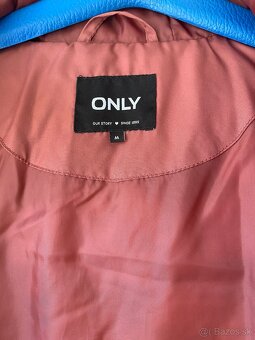 ONLY
OUR STORY ♥ SINCE 1995
M
Bazos.sk